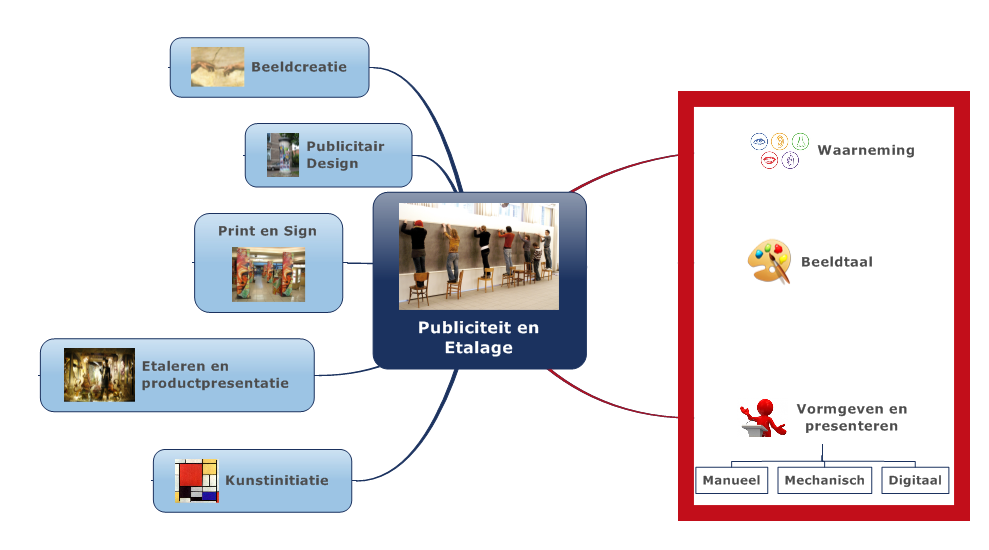 Beeldcreatie
Publicitair
Design
Print en Sign
Etaleren en
productpresentatie
Kunstinitiatie
Publiciteit en
Etalage
Waarneming
Beeldtaal
Vormgeven en
presenteren
Manueel
Mechanisch
Digitaal